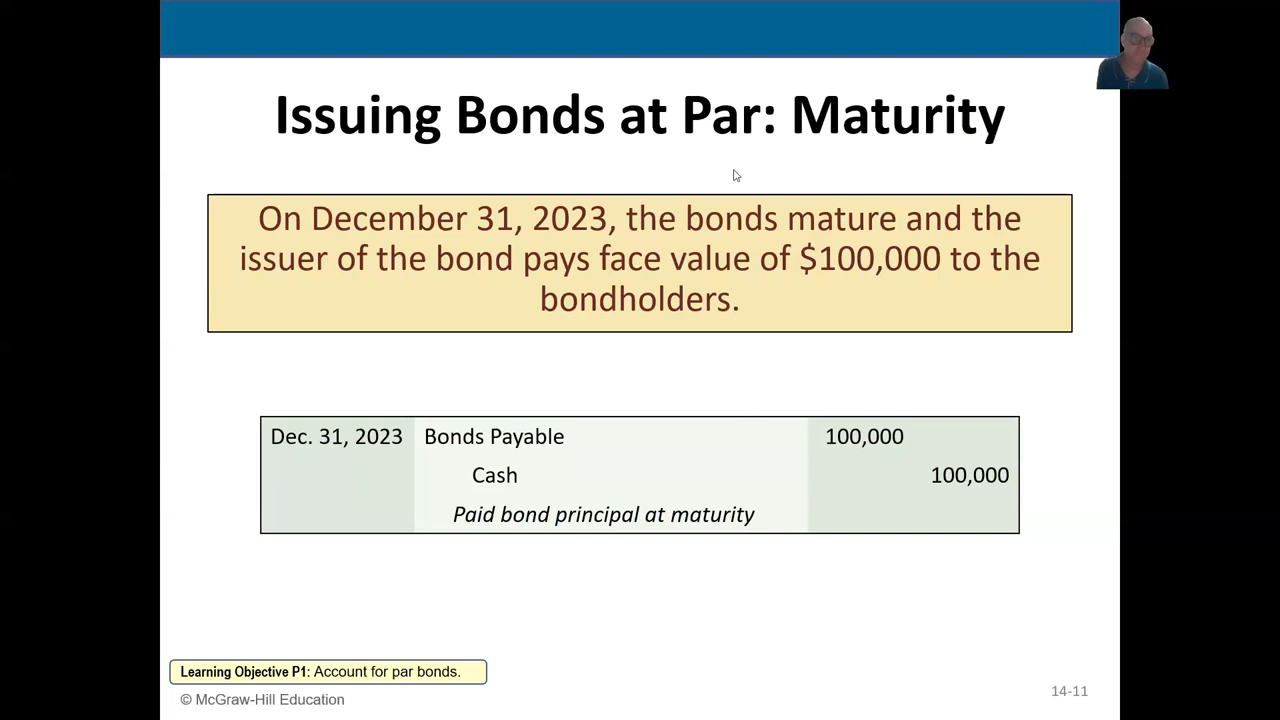 Issuing Bonds at Par: Maturity
On December 31, 2023, the bonds mature and the
issuer of the bond pays face value of $100,000 to the
bondholders.
Dec. 31, 2023 Bonds Payable 100,000
Cash 100,000
Paid bond principal at maturity
Learning Objective P1: Account for par bonds.
© McGraw-Hill Education
14-11